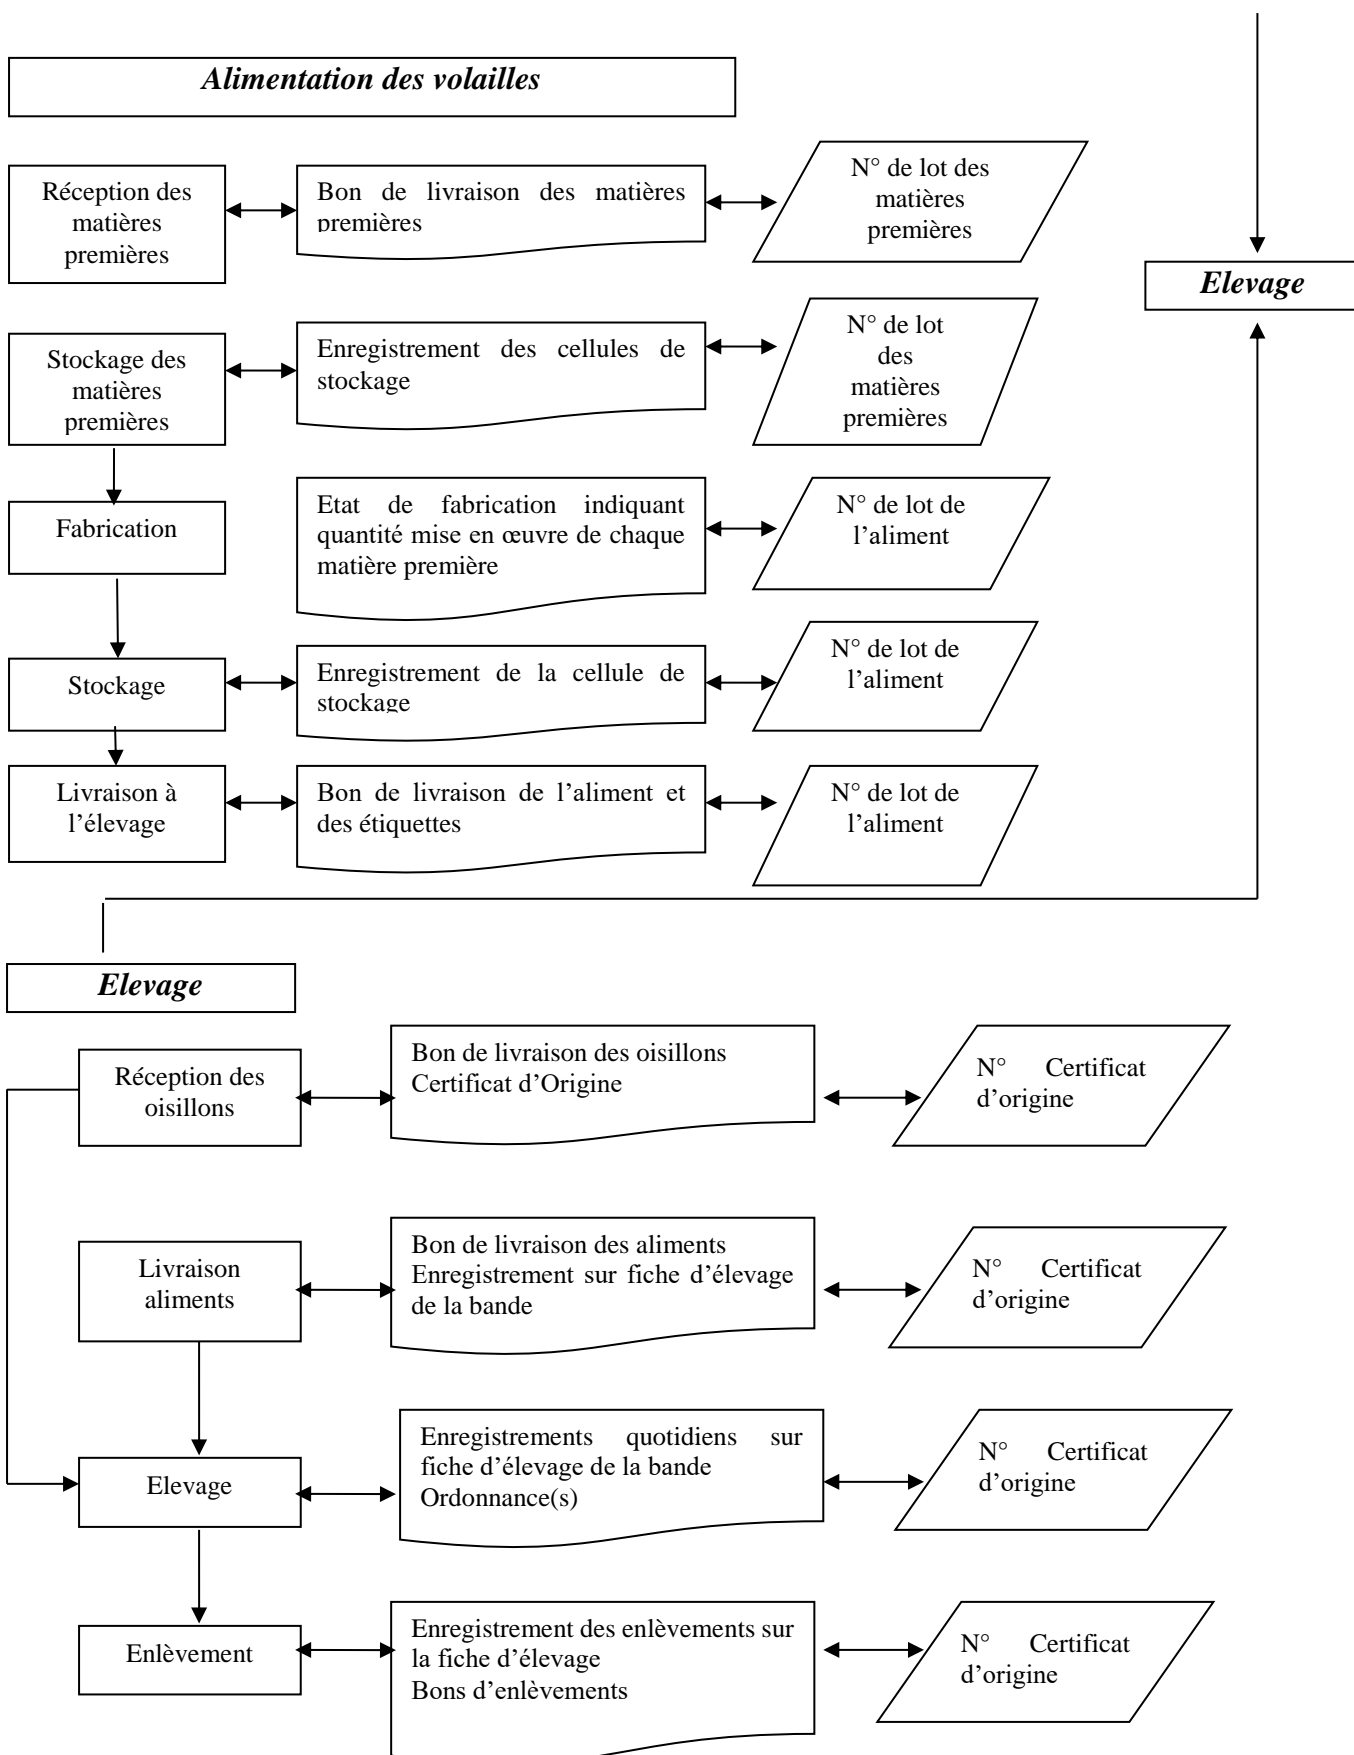 Alimentation des volailles
Réception des
matières
premières
Bon de livraison des matières
premières
N° de lot des
matières
premières
Elevage
Stockage des
matières
premières
Enregistrement des cellules de
stockage
N° de lot
des
matières
premières
Fabrication
Etat de fabrication indiquant
quantité mise en œuvre de chaque
matière première
N° de lot de
l’aliment
Stockage
Enregistrement de la cellule de
stockage
N° de lot de
l’aliment
Livraison à
l’élevage
Bon de livraison de l’aliment et
des étiquettes
N° de lot de
l’aliment
Elevage
Réception des
oisillons
Bon de livraison des oisillons
Certificat d’Origine
N° Certificat
d’origine
Livraison
aliments
Bon de livraison des aliments
Enregistrement sur fiche d’élevage
de la bande
N° Certificat
d’origine
Elevage
Enregistrements quotidiens sur
fiche d’élevage de la bande
Ordonnance(s)
N° Certificat
d’origine
Enlèvement
Enregistrement des enlèvements sur
la fiche d’élevage
Bons d’enlèvements
N° Certificat
d’origine